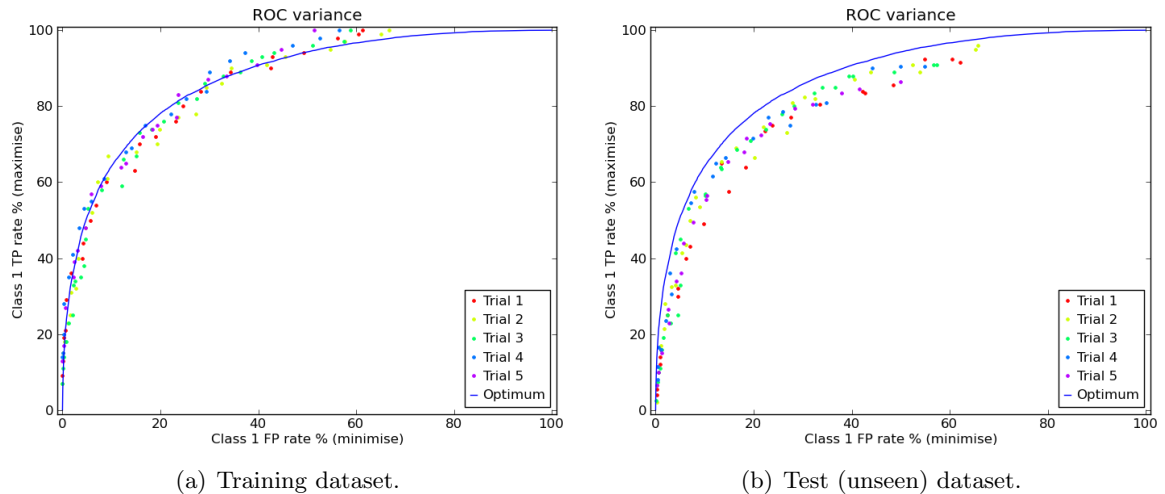 ROC variance
100
80
60
40
20
0
Class 1 TP rate % (maximise)
Trial 1
Trial 2
Trial 3
Trial 4
Trial 5
Optimum
0 20 40 60 80 100
Class 1 FP rate % (minimise)
(a) Training dataset.
ROC variance
100
80
60
40
20
0
Class 1 TP rate % (maximise)
Trial 1
Trial 2
Trial 3
Trial 4
Trial 5
Optimum
0 20 40 60 80 100
Class 1 FP rate % (minimise)
(b) Test (unseen) dataset.